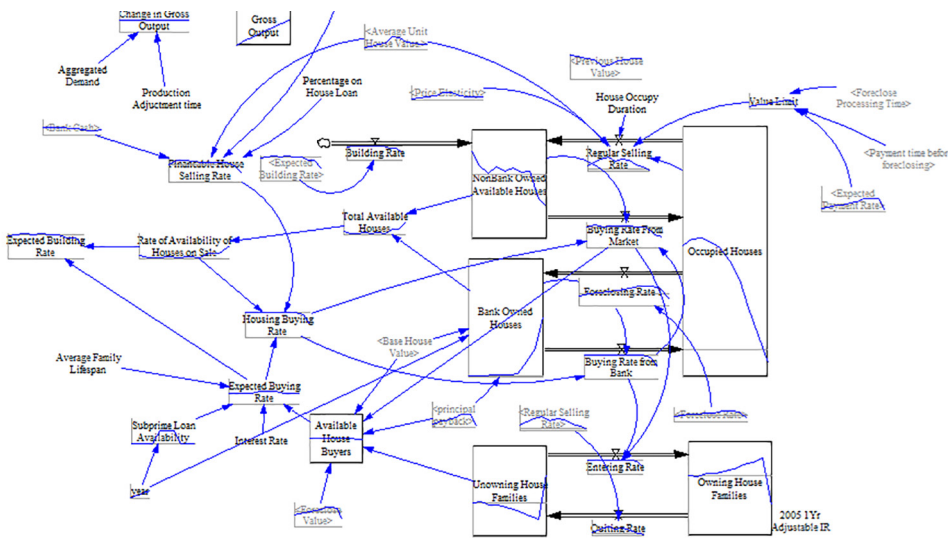 Change in Gross
Output
Gross
Output
Aggregated
Demand
Production
Adjustment time
<Average Unit
House Value>
Percentage on
House Loan
<Previous House
Value>
<Price Elasticity>
House Occupy
Duration
Value Limit
<Foreclose
Processing Time>
<Bank Cash>
House
Selling Rate
<Expected
Building Rate>
Building Rate
NonBank Owned
Available Houses
Regular Selling
Rate
<Payment time before
foreclosing>
<Expected
Payment Rate>
Total Available
Houses
Buying Rate From
Market
Expected Building
Rate
Rate of Availability of
Houses on Sale
Occupied Houses
Foreclosing Rate
Bank Owned
Houses
Housing Buying
Rate
<Base House
Value>
Buying Rate from
Bank
Average Family
Lifespan
Expected Buying
Rate
Subprime Loan
Availability
Interest Rate
Available
House
Buyers
<principal
payback>
<Regular Selling
Rate>
<Foreclose Rate>
year
Unowning House
Families
Entering Rate
Owning House
Families
<Foreclose
Value>
Quiting Rate
2005 1Yr
Adjustable IR